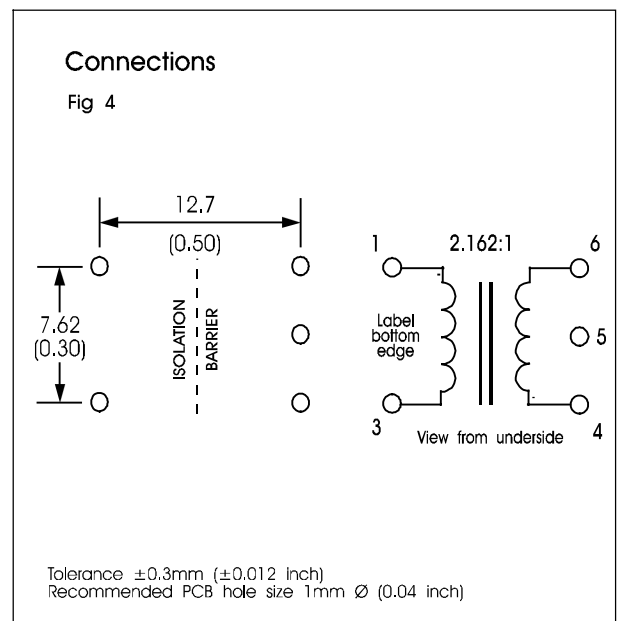 Connections
Fig 4
12.7
(0.50)
7.62
(0.30)
ISOLATION
BARRIER
1
2.162:1
6
Label
bottom
edge
5
3
View from underside
4
Tolerance ±0.3mm (±0.012 inch)
Recommended PCB hole size 1mm Ø (0.04 inch)